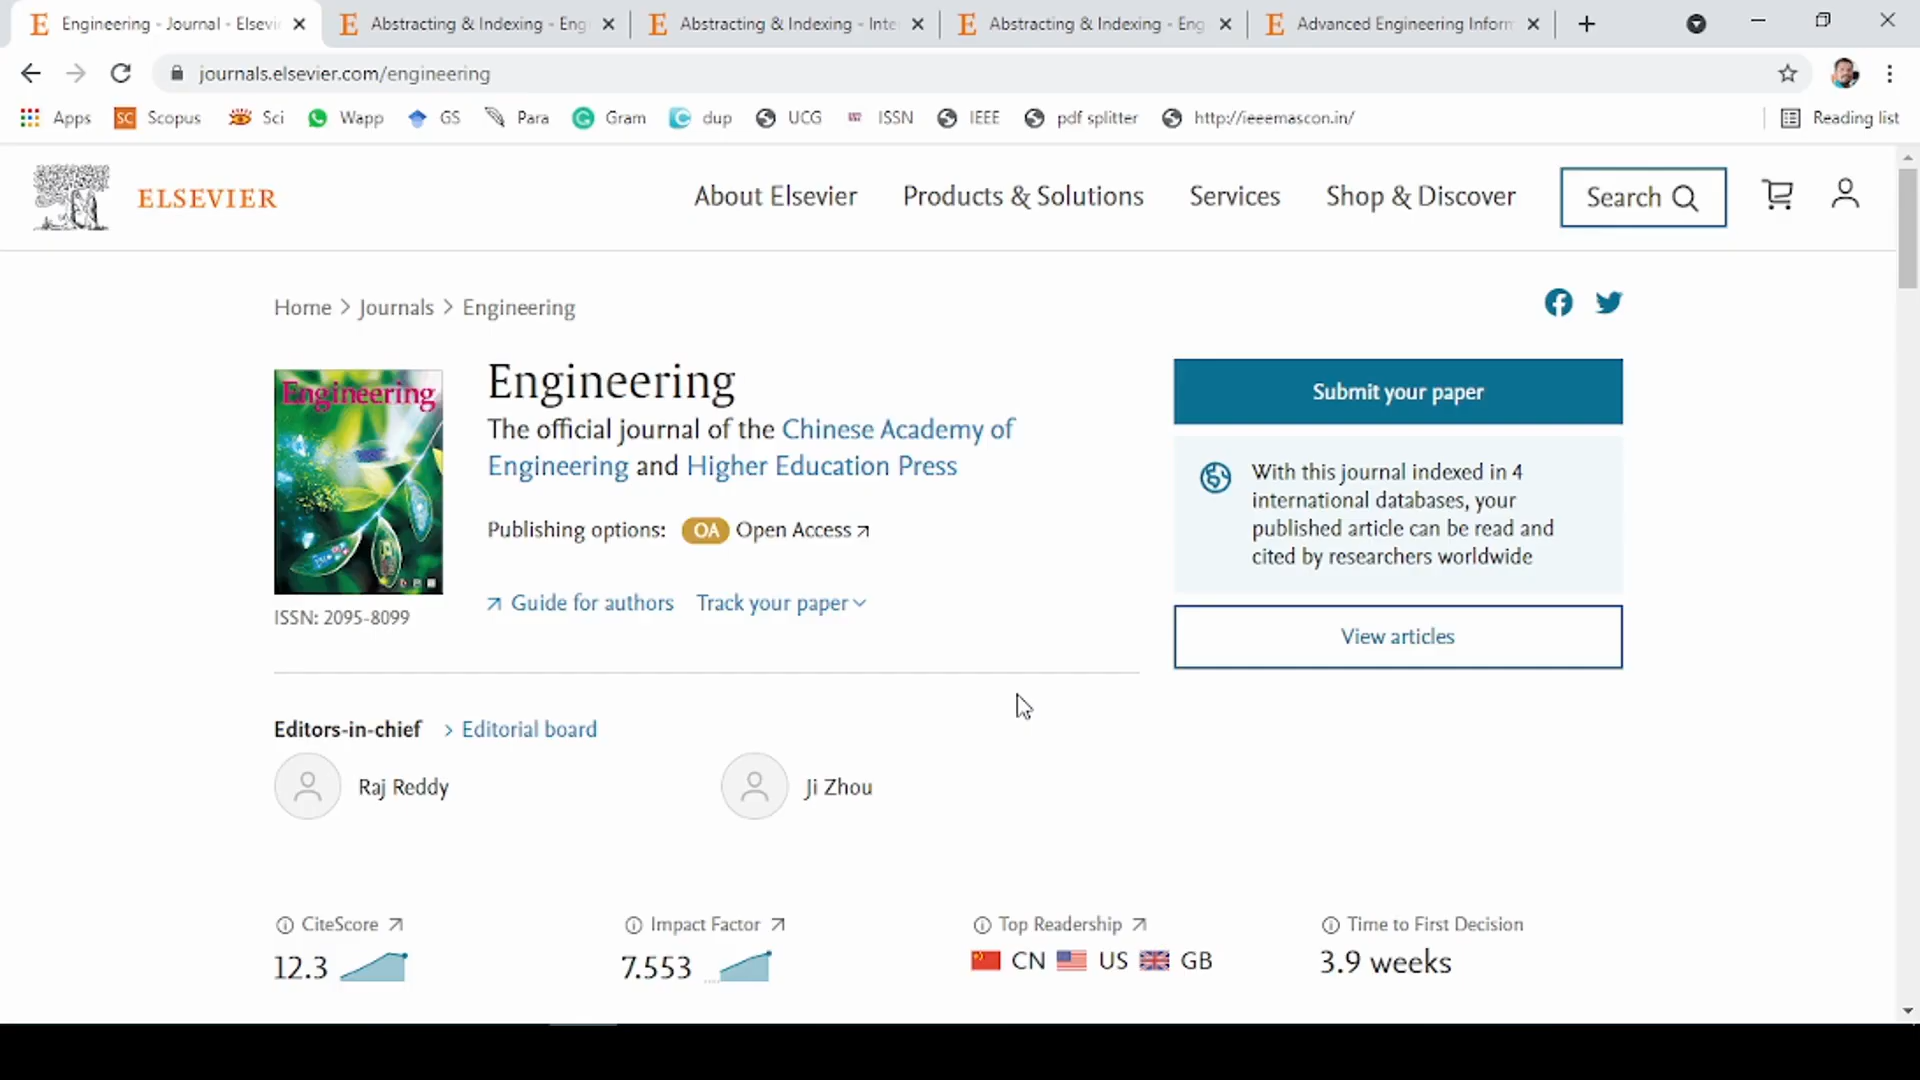 Engineering - Journal - Elsevi
Abstracting & Indexing - Eng
Abstracting & Indexing - Inte
Abstracting & Indexing - Eng
Advanced Engineering Inform
journals.elsevier.com/engineering
Apps
SC
Scopus
Sci
Wapp
GS
Para
Gram
dup
UCG
ISSN
IEEE
pdf splitter
http://ieeemascon.in/
Reading list
ELSEVIER
About Elsevier
Products & Solutions
Services
Shop & Discover
Search
Home > Journals > Engineering
Engineering
ISSN: 2095-8099
Engineering
The official journal of the Chinese Academy of
Engineering and Higher Education Press
Publishing options: OA Open Access
Guide for authors
Track your paper
Submit your paper
With this journal indexed in 4
international databases, your
published article can be read and
cited by researchers worldwide
View articles
Editors-in-chief > Editorial board
Raj Reddy
Ji Zhou
CiteScore
12.3
Impact Factor
7.553
Top Readership
CN US GB
Time to First Decision
3.9 weeks